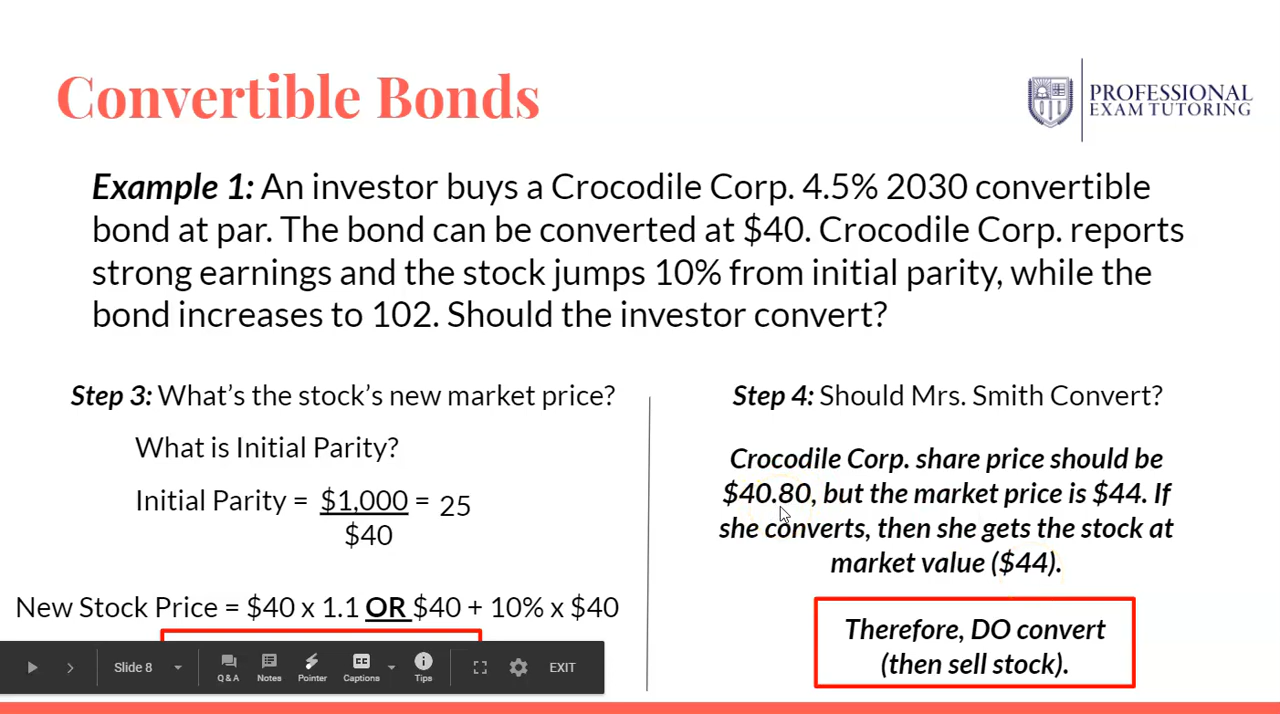 Convertible Bonds
PROFESSIONAL
EXAM TUTORING
Example 1: An investor buys a Crocodile Corp. 4.5% 2030 convertible
bond at par. The bond can be converted at $40. Crocodile Corp. reports
strong earnings and the stock jumps 10% from initial parity, while the
bond increases to 102. Should the investor convert?
Step 3: What's the stock's new market price?
What is Initial Parity?
Initial Parity = $1,000 = 25
$40
New Stock Price = $40 x 1.1 OR $40 + 10% x $40
Step 4: Should Mrs. Smith Convert?
Crocodile Corp. share price should be
$40.80, but the market price is $44. If
she converts, then she gets the stock at
market value ($44).
Therefore, DO convert
(then sell stock).
Slide 8
Q & A
Notes
Pointer
CC
Captions
Tips
EXIT